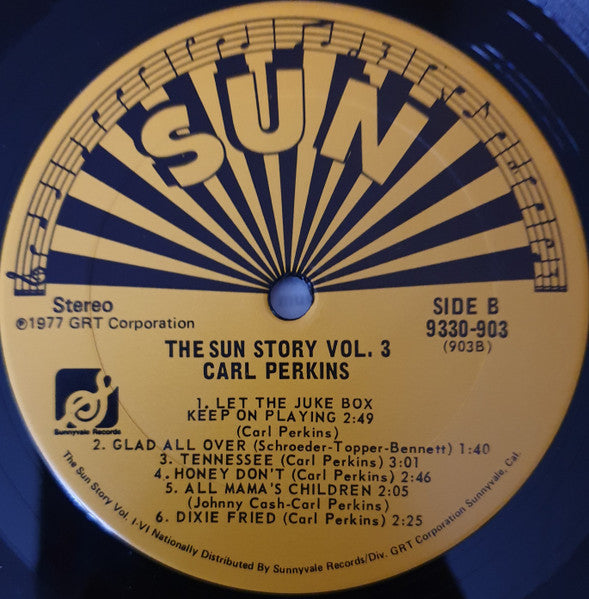 SUN
Stereo
℗1977 GRT Corporation
SIDE B
9330-903
(903B)
THE SUN STORY VOL. 3
CARL PERKINS
1. LET THE JUKE BOX
KEEP ON PLAYING 2:49
(Carl Perkins)
2. GLAD ALL OVER (Schroeder-Topper-Bennett) 1:40
3. TENNESSEE (Carl Perkins) 3:01
4. HONEY DON'T (Carl Perkins) 2:46
5. ALL MAMA'S CHILDREN 2:05
(Johnny Cash-Carl Perkins)
6. DIXIE FRIED (Carl Perkins) 2:25
S
Sunnyvale Records
The Sun Story Vol. I-VI Nationally Distributed By Sunnyvale Records/Div. GRT Corporation Sunnyvale, Cal.